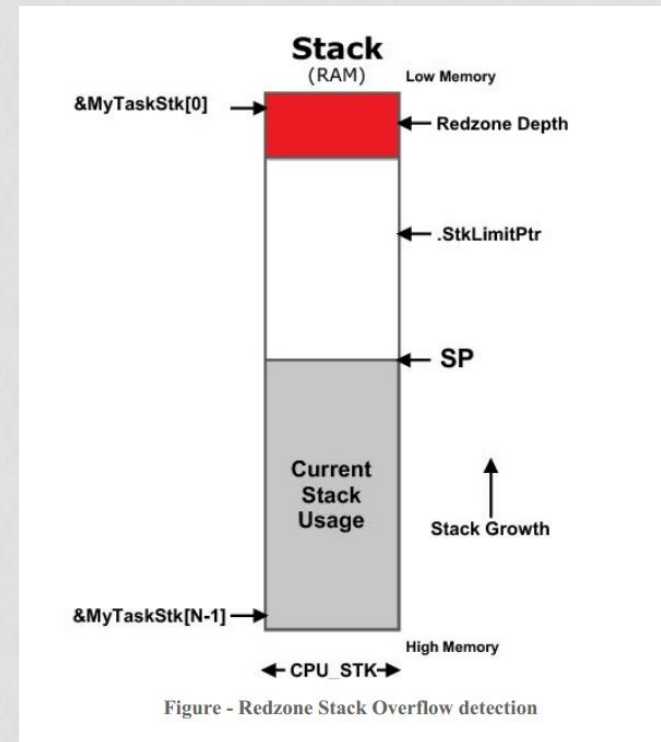 Stack
(RAM)
Low Memory
&MyTaskStk[0]
Redzone Depth
.StkLimitPtr
SP
Current
Stack
Usage
Stack Growth
&MyTaskStk[N-1]
High Memory
CPU_STK
Figure - Redzone Stack Overflow detection